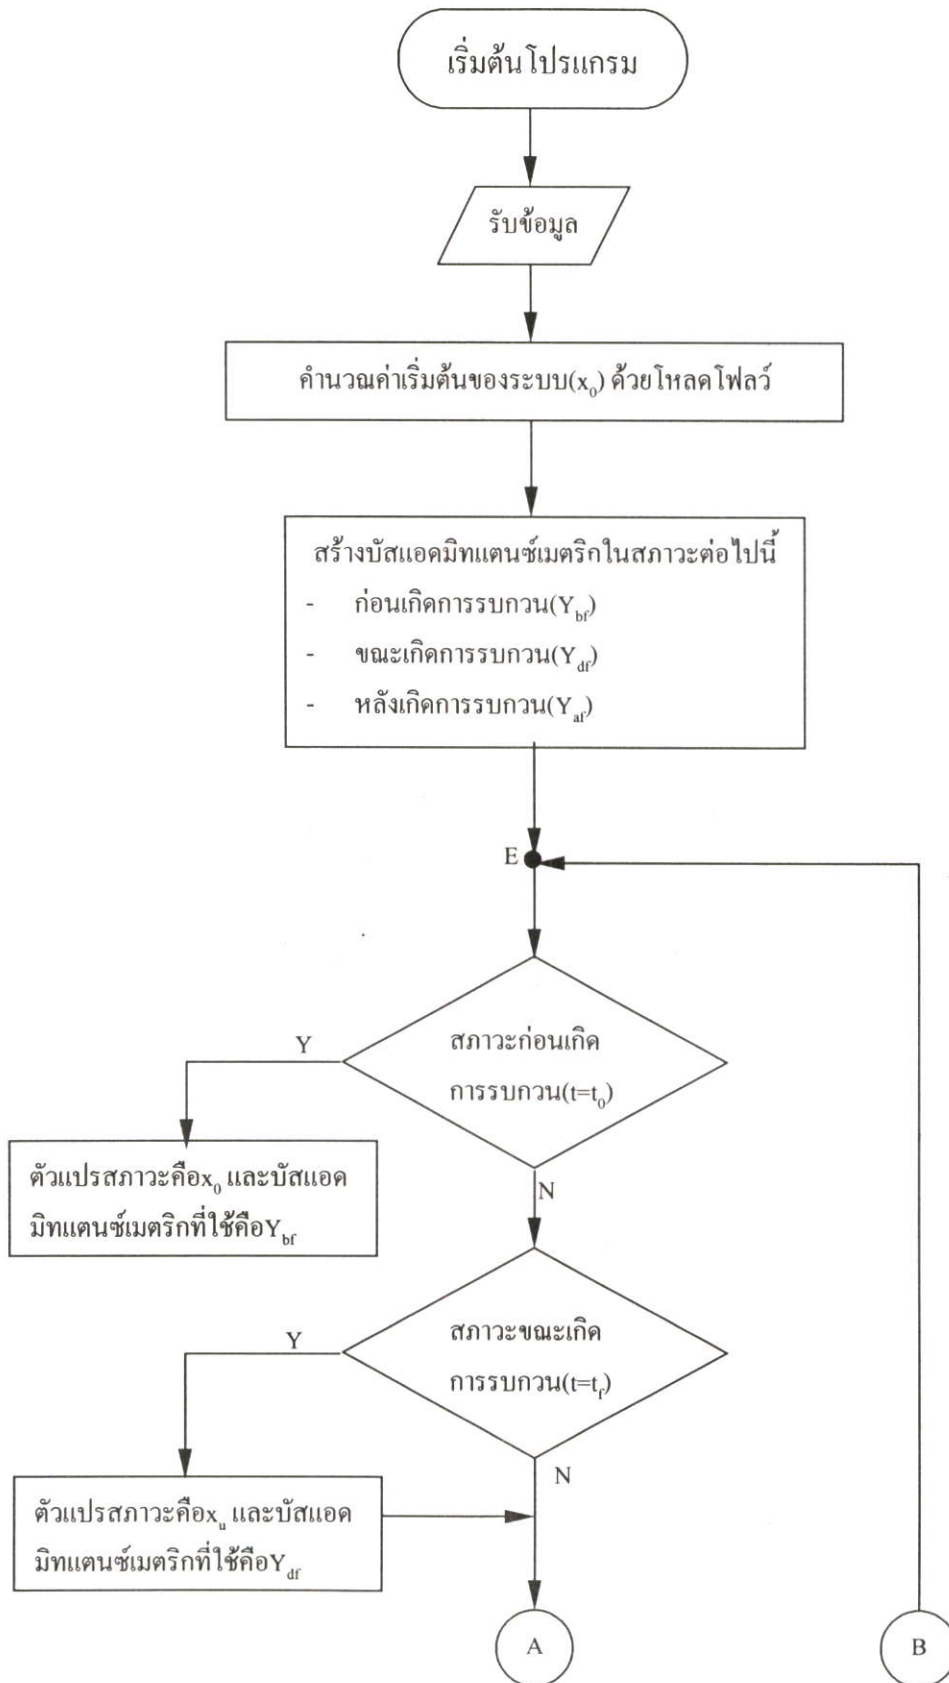 เริ่มต้นโปรแกรม
รับข้อมูล
คำนวณค่าเริ่มต้นของระบบ(x₀) ด้วยโหลดโฟลว์
สร้างบัสแอดมิทแตนซ์เมตริกในสภาวะต่อไปนี้
- ก่อนเกิดการรบกวน(Y_bf)
- ขณะเกิดการรบกวน(Y_df)
- หลังเกิดการรบกวน(Y_af)
E
สภาวะก่อนเกิด
การรบกวน(t=t₀)
Y
N
ตัวแปรสภาวะคือx₀ และบัสแอด
มิทแตนซ์เมตริกที่ใช้คือY_bf
สภาวะขณะเกิด
การรบกวน(t=t_f)
Y
N
ตัวแปรสภาวะคือx_u และบัสแอด
มิทแตนซ์เมตริกที่ใช้คือY_df
A
B